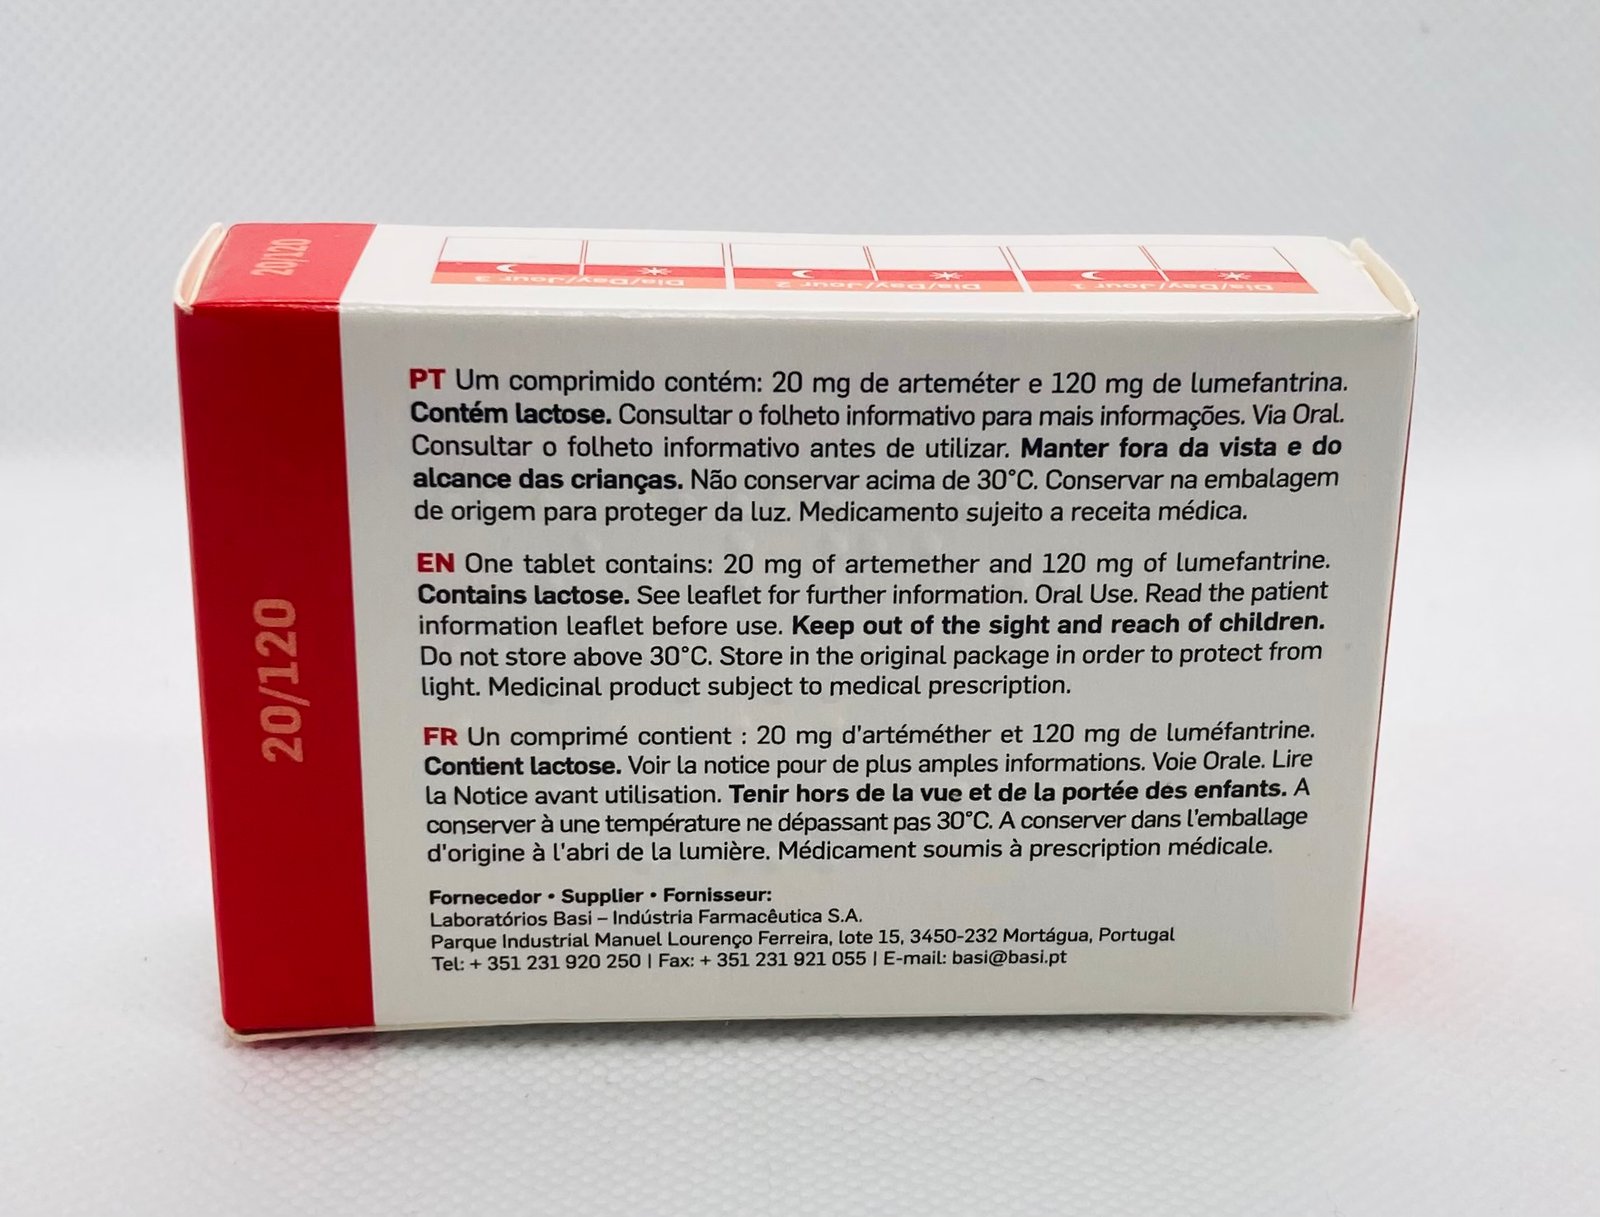 20/120
Dia/Day/Jour 3
Dia/Day/Jour 2
Dia/Day/Jour 1
20/120
PT Um comprimido contém: 20 mg de arteméter e 120 mg de lumefantrina.
Contém lactose. Consultar o folheto informativo para mais informações. Via Oral.
Consultar o folheto informativo antes de utilizar. Manter fora da vista e do
alcance das crianças. Não conservar acima de 30°C. Conservar na embalagem
de origem para proteger da luz. Medicamento sujeito a receita médica.
EN One tablet contains: 20 mg of artemether and 120 mg of lumefantrine.
Contains lactose. See leaflet for further information. Oral Use. Read the patient
information leaflet before use. Keep out of the sight and reach of children.
Do not store above 30°C. Store in the original package in order to protect from
light. Medicinal product subject to medical prescription.
FR Un comprimé contient : 20 mg d'artéméther et 120 mg de luméfantrine.
Contient lactose. Voir la notice pour de plus amples informations. Voie Orale. Lire
la Notice avant utilisation. Tenir hors de la vue et de la portée des enfants. A
conserver à une température ne dépassant pas 30°C. A conserver dans l'emballage
d'origine à l'abri de la lumière. Médicament soumis à prescription médicale.
Fornecedor • Supplier • Fornisseur:
Laboratórios Basi – Indústria Farmacêutica S.A.
Parque Industrial Manuel Lourenço Ferreira, lote 15, 3450-232 Mortágua, Portugal
Tel: + 351 231 920 250 | Fax: + 351 231 921 055 | E-mail: basi@basi.pt